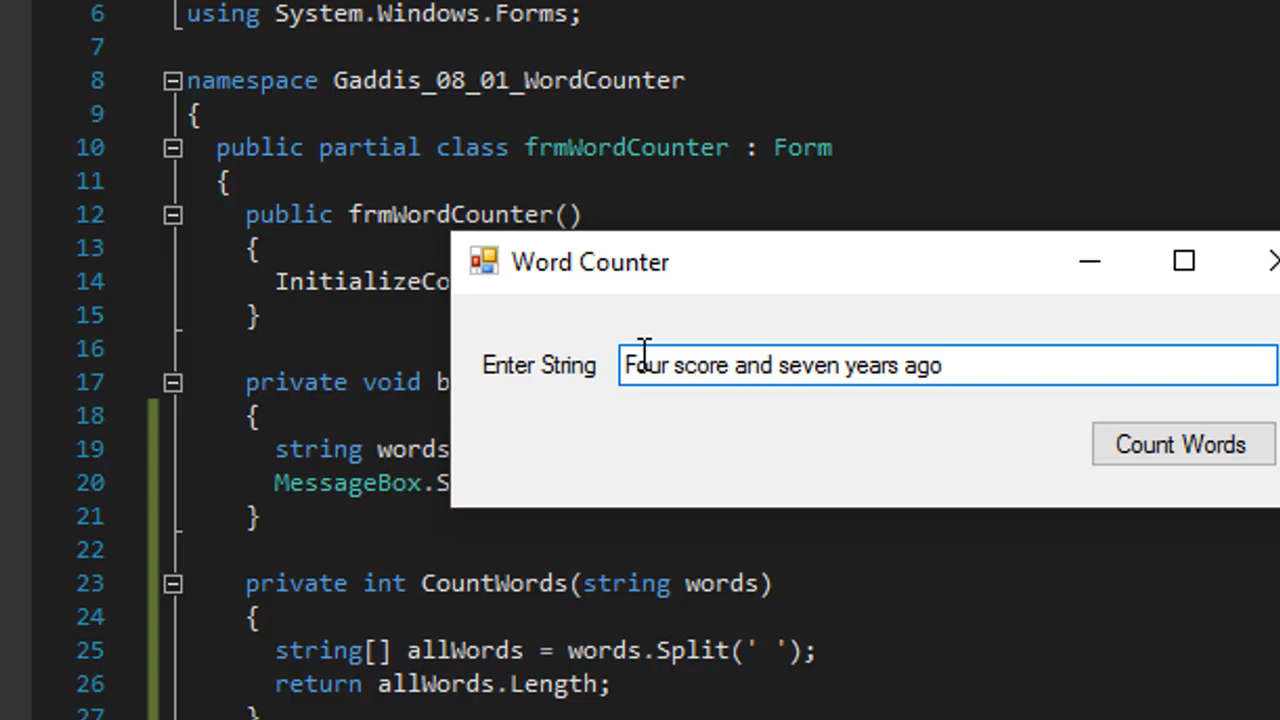 6 using System.Windows.Forms;
7
8 namespace Gaddis_08_01_WordCounter
9 {
10 public partial class frmWordCounter : Form
11 {
12 public frmWordCounter()
13 {
14 InitializeCo
15 }
16
17 private void b
18 {
19 string words
20 MessageBox.S
21 }
22
23 private int CountWords(string words)
24 {
25 string[] allWords = words.Split(' ');
26 return allWords.Length;
27 }
Word Counter
Enter String Four score and seven years ago
Count Words